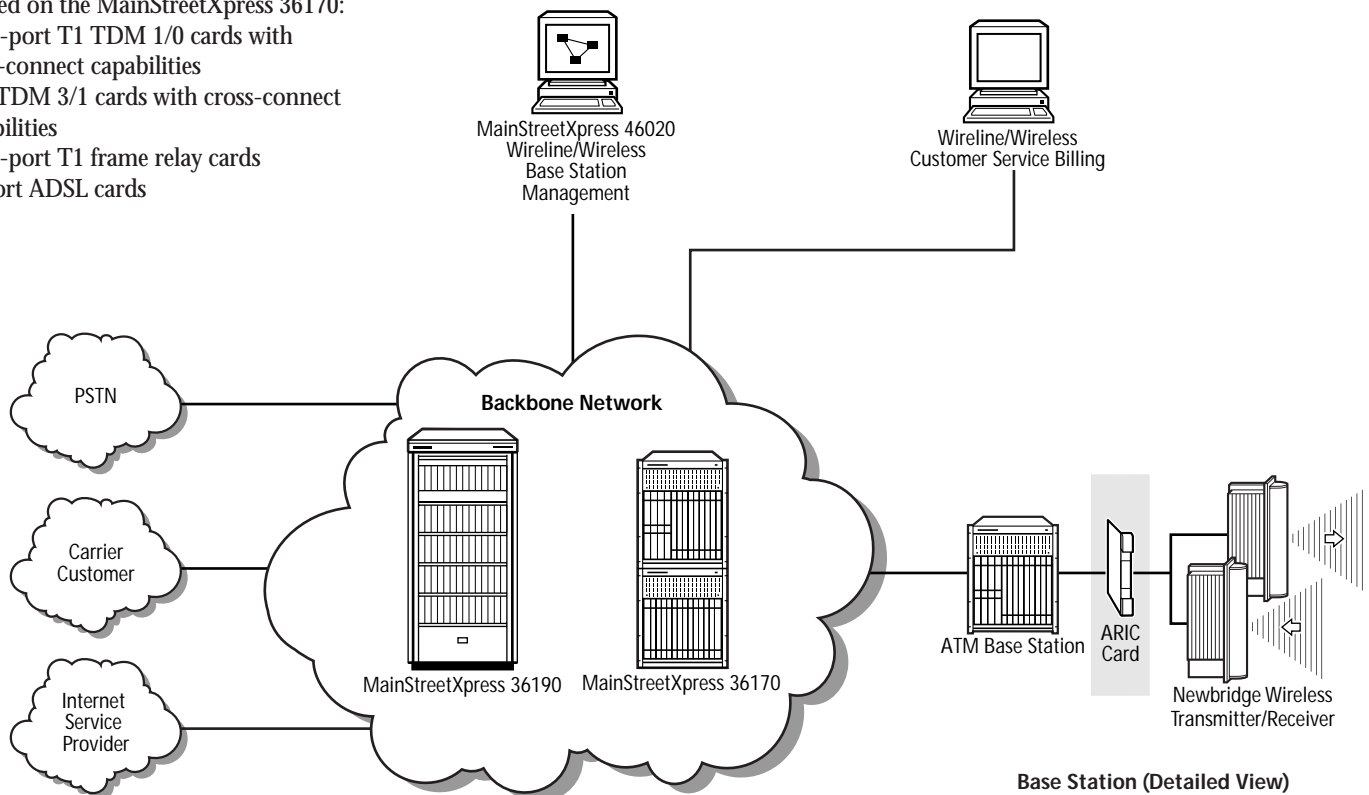 ed on the MainStreetXpress 36170:
-port T1 TDM 1/0 cards with
-connect capabilities
TDM 3/1 cards with cross-connect
bilities
-port T1 frame relay cards
ort ADSL cards
MainStreetXpress 46020
Wireline/Wireless
Base Station
Management
Wireline/Wireless
Customer Service Billing
PSTN
Backbone Network
Carrier
Customer
Internet
Service
Provider
MainStreetXpress 36190
MainStreetXpress 36170
ATM Base Station
ARIC
Card
Newbridge Wireless
Transmitter/Receiver
Base Station (Detailed View)